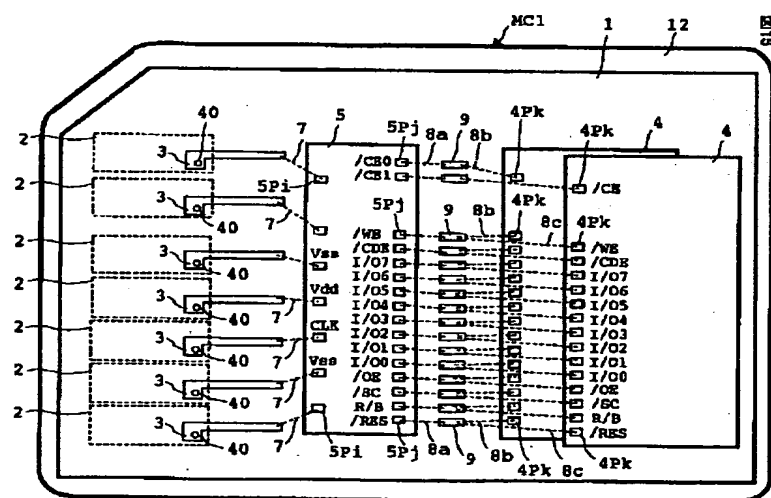 MC1
1
12
2
40
3
7
5
5Pj
8a
9
8b
4Pk
4Pk
4
4
/CE0
/CE1
/CE
5Pi
2
3
40
7
5Pj
9
8b
4Pk
8c
4Pk
/WE
/CDE
I/O7
I/O6
I/O5
I/O4
I/O3
I/O2
I/O1
I/O0
/OE
/SC
R/B
/RES
/WE
/CDE
I/O7
I/O6
I/O5
I/O4
I/O3
I/O2
I/O1
I/O0
/OE
/SC
R/B
/RES
2
3
40
7
Vss
2
3
40
7
Vdd
2
3
40
7
CLK
2
3
40
7
Vss
2
3
40
7
5Pi
5Pj
8a
9
8b
4Pk
8c
4Pk